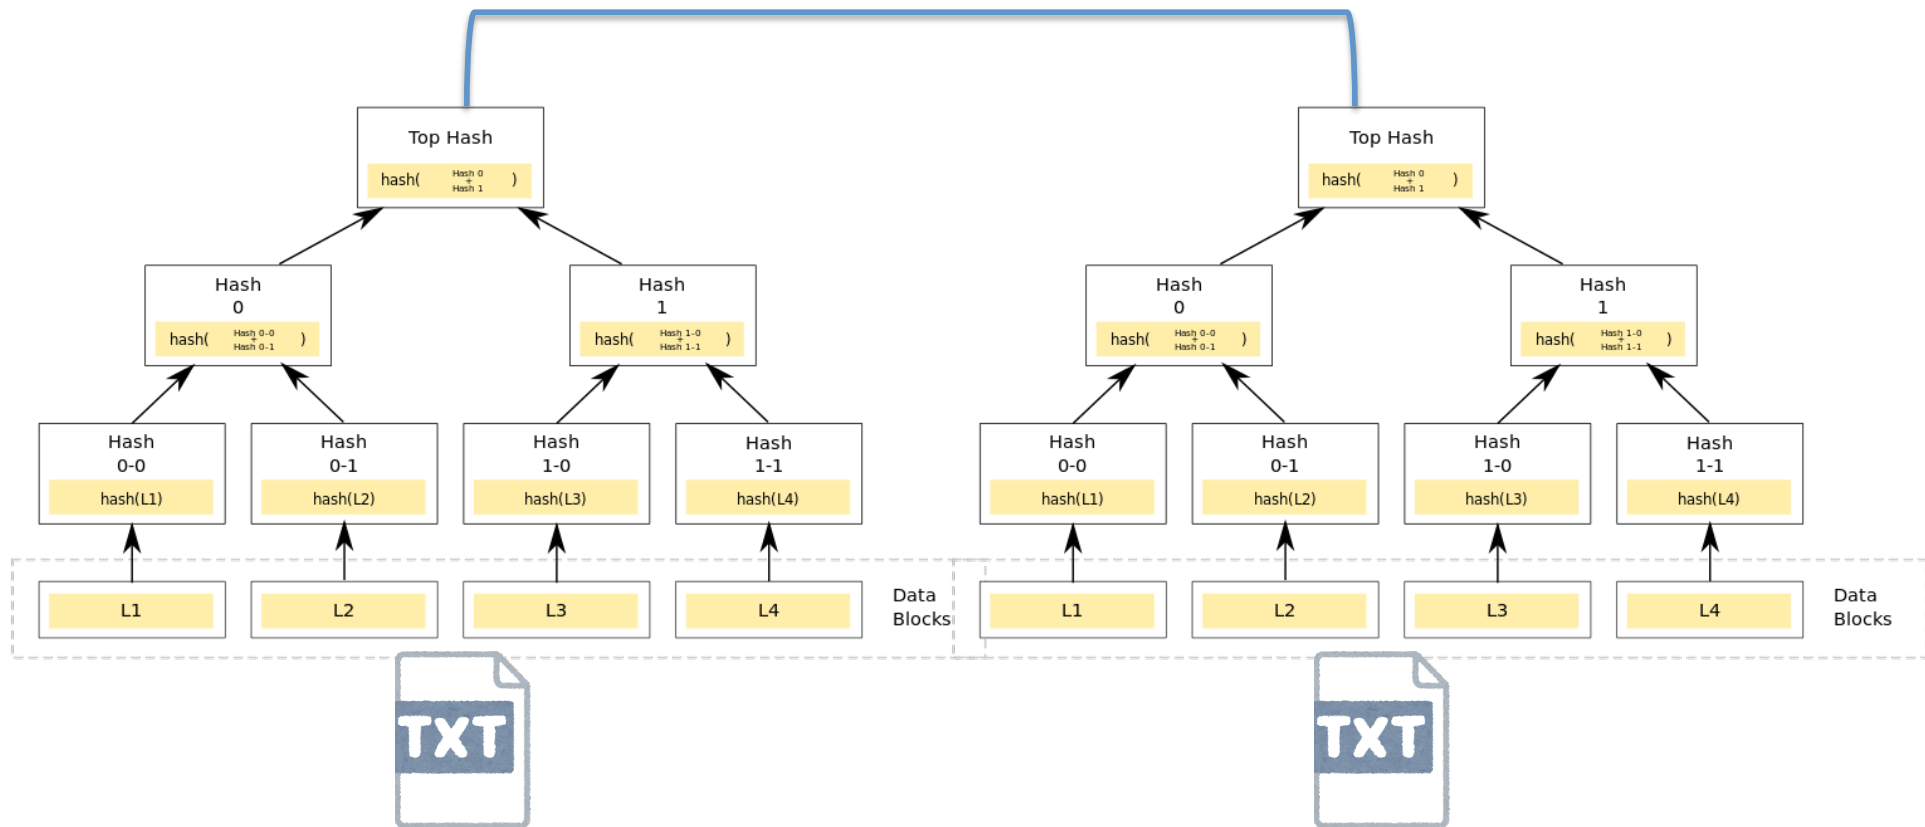 Top Hash
hash(
Hash 0
+
Hash 1
)
Hash
0
hash(
Hash 0-0
+
Hash 0-1
)
Hash
1
hash(
Hash 1-0
+
Hash 1-1
)
Hash
0-0
hash(L1)
Hash
0-1
hash(L2)
Hash
1-0
hash(L3)
Hash
1-1
hash(L4)
L1
L2
L3
L4
Data
Blocks
TXT
Top Hash
hash(
Hash 0
+
Hash 1
)
Hash
0
hash(
Hash 0-0
+
Hash 0-1
)
Hash
1
hash(
Hash 1-0
+
Hash 1-1
)
Hash
0-0
hash(L1)
Hash
0-1
hash(L2)
Hash
1-0
hash(L3)
Hash
1-1
hash(L4)
L1
L2
L3
L4
Data
Blocks
TXT